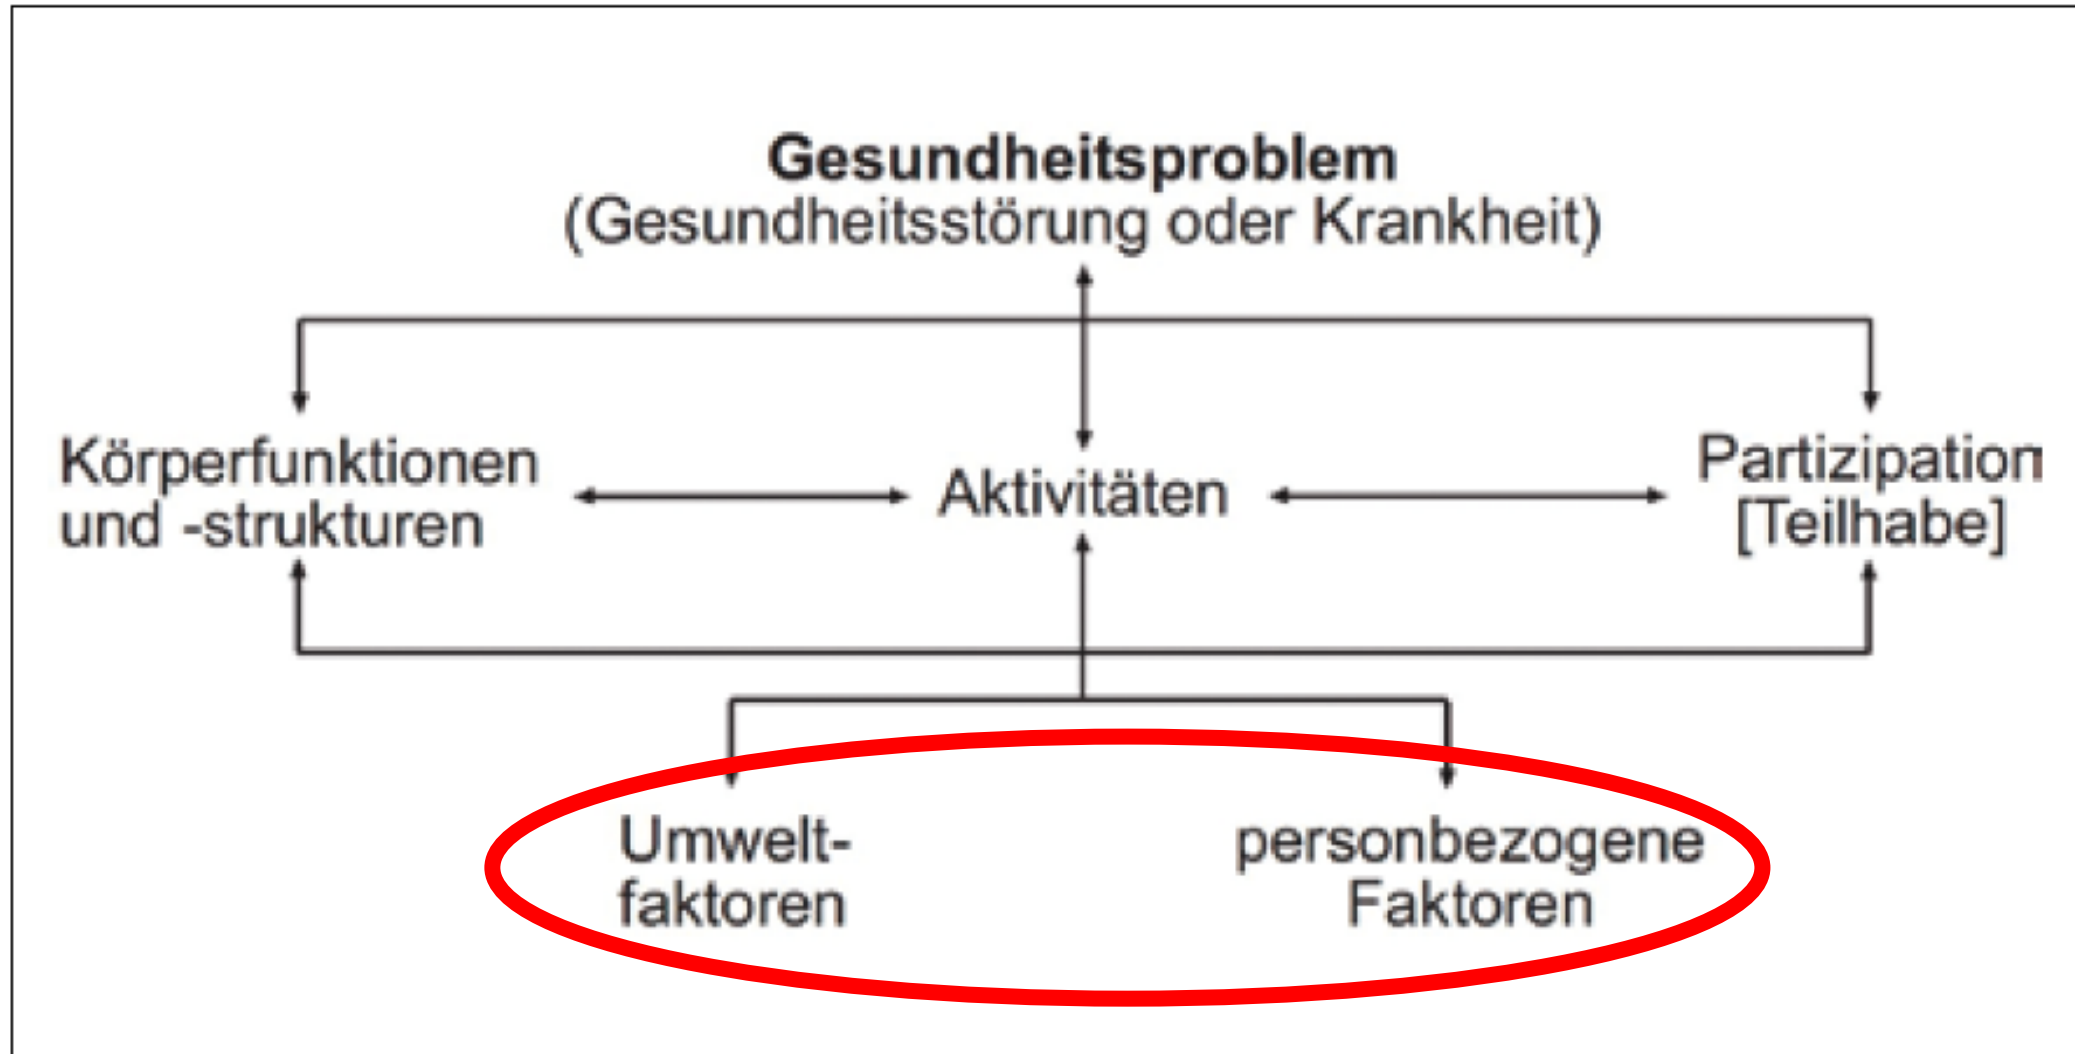 Gesundheitsproblem
(Gesundheitsstörung oder Krankheit)
Körperfunktionen
und -strukturen
Aktivitäten
Partizipation
[Teilhabe]
Umwelt-
faktoren
personbezogene
Faktoren